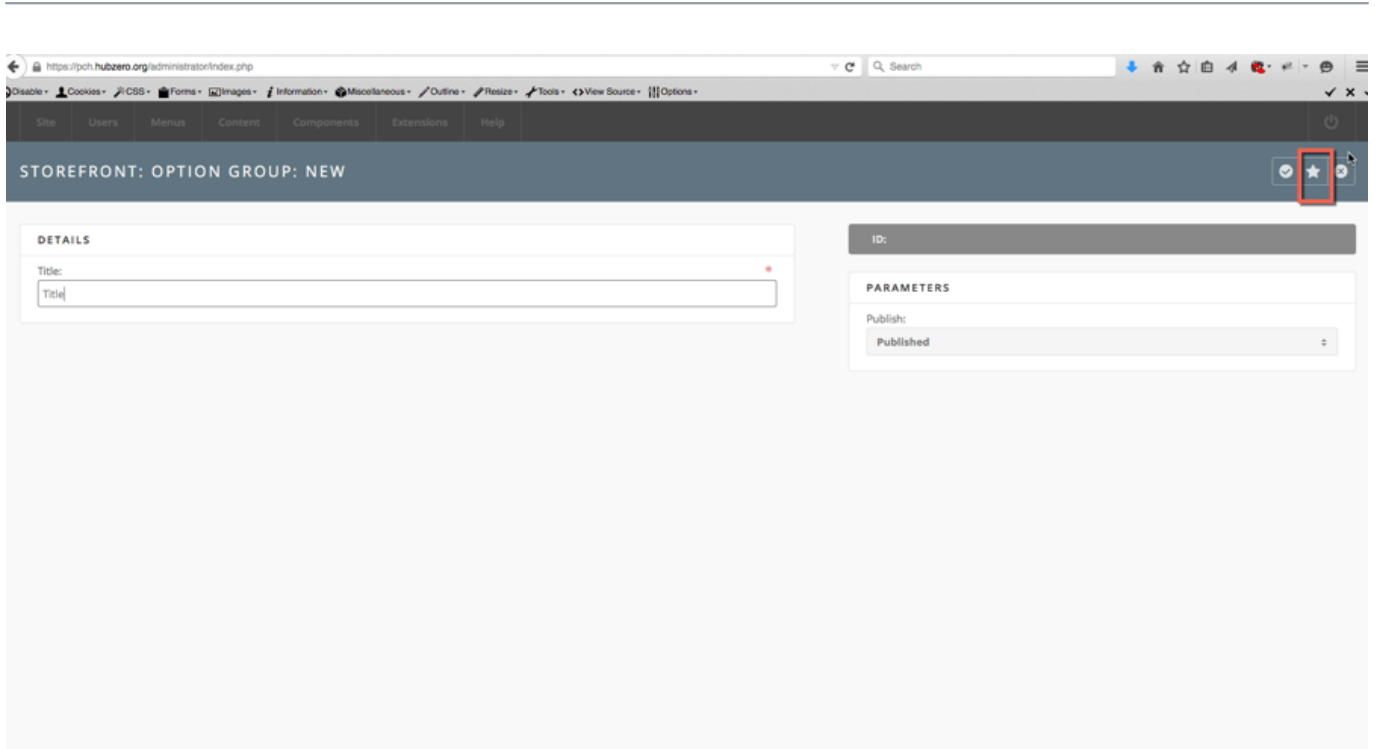 https://pch.hubzero.org/administrator/index.php
Search
Disable Cookies CSS Forms Images Information Miscellaneous Outline Resize Tools View Source Options
Site Users Menus Content Components Extensions Help
STOREFRONT: OPTION GROUP: NEW
DETAILS
ID:
Title: *
Title
PARAMETERS
Publish:
Published